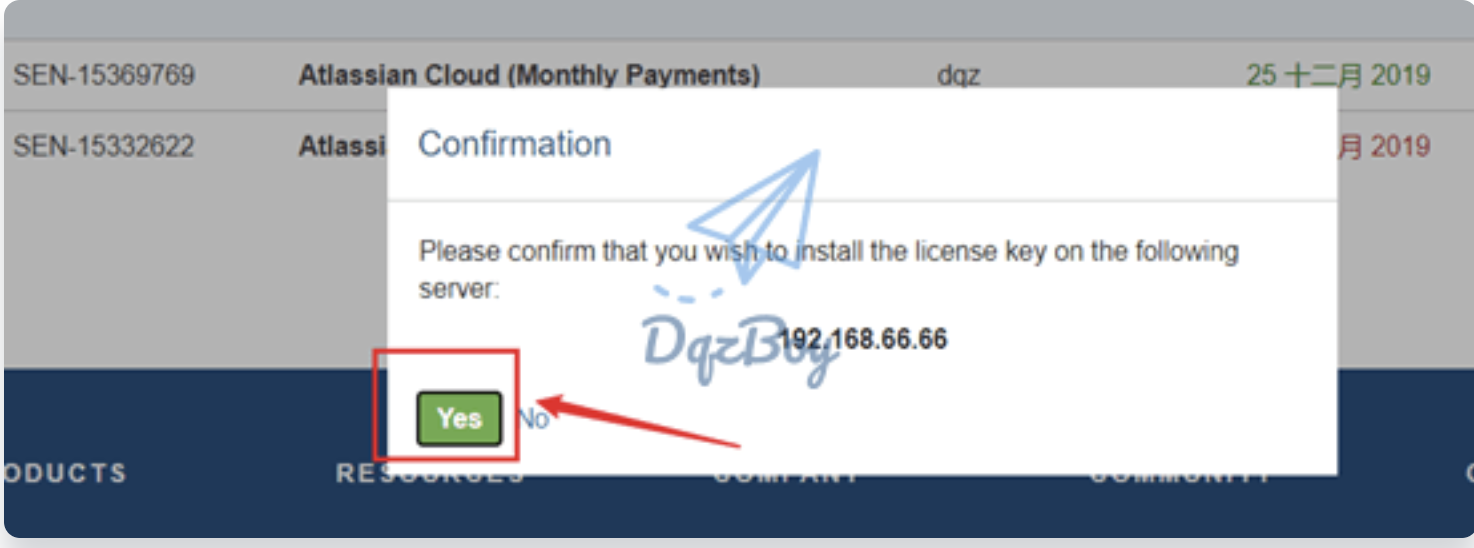 SEN-15369769 Atlassian Cloud (Monthly Payments) dqz 25 十二月 2019
SEN-15332622 Atlassi 月 2019
Confirmation
Please confirm that you wish to install the license key on the following
server:
192.168.66.66
DqzBoy
Yes No
ODUCTS RESOURCES COMPANY COMMUNITY